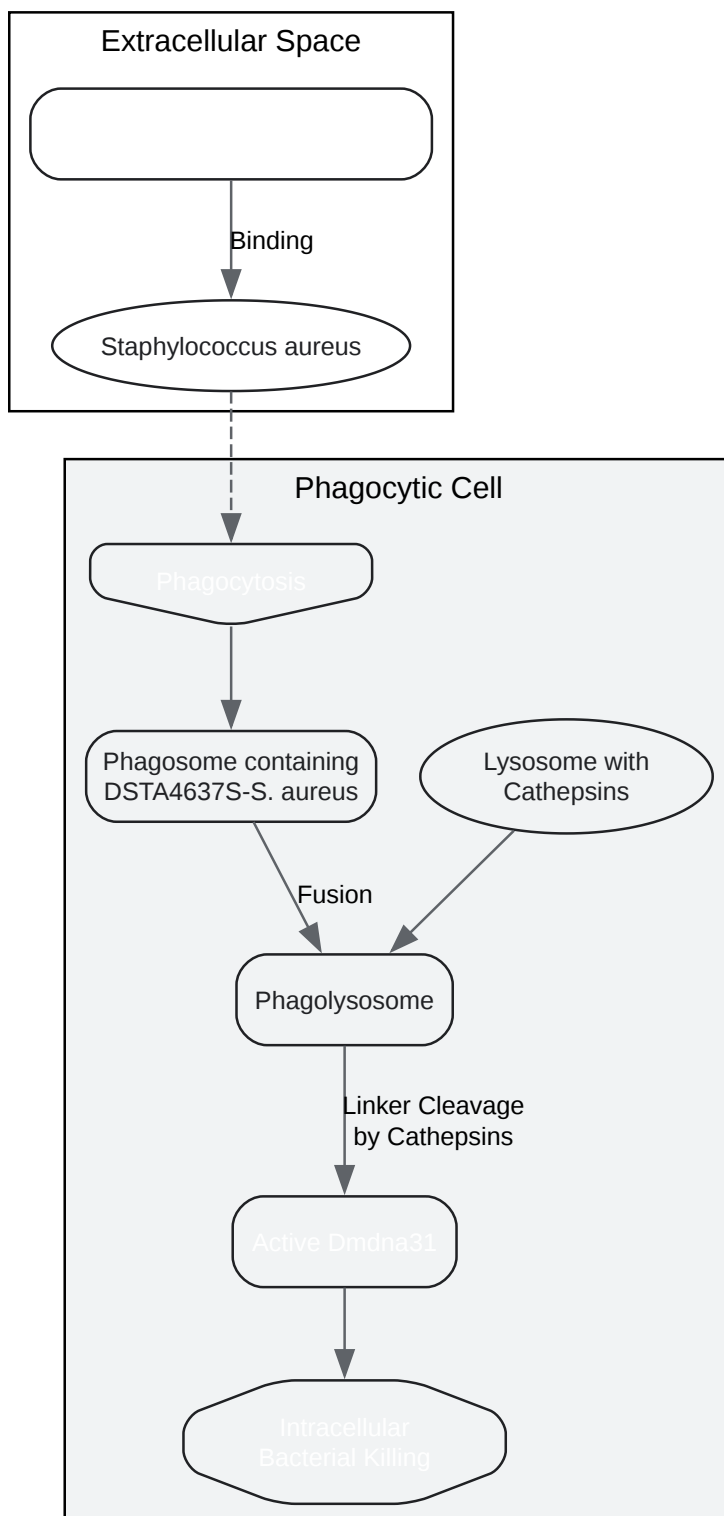 Extracellular Space
Binding
Staphylococcus aureus
Phagocytic Cell
Phagocytosis
Phagosome containing
DSTA4637S-S. aureus
Lysosome with
Cathepsins
Fusion
Phagolysosome
Linker Cleavage
by Cathepsins
Active Dmdna31
Intracellular
Bacterial Killing